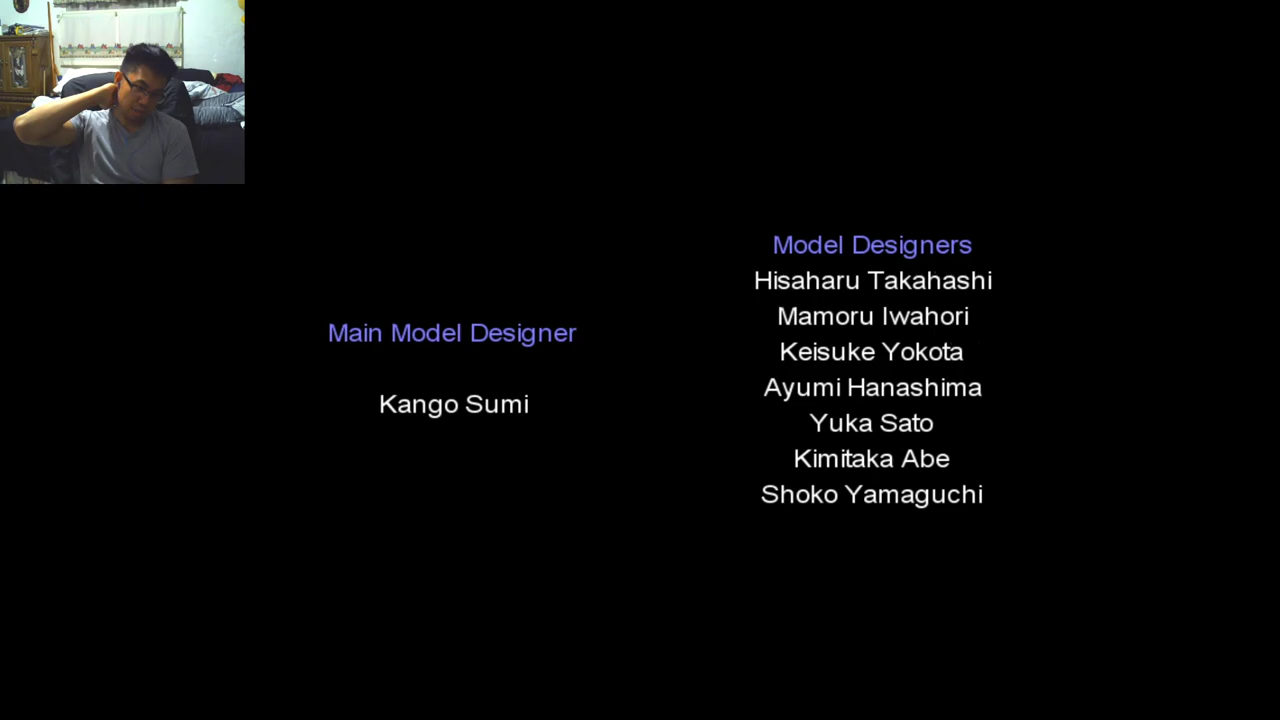 Main Model Designer
Kango Sumi
Model Designers
Hisaharu Takahashi
Mamoru Iwahori
Keisuke Yokota
Ayumi Hanashima
Yuka Sato
Kimitaka Abe
Shoko Yamaguchi